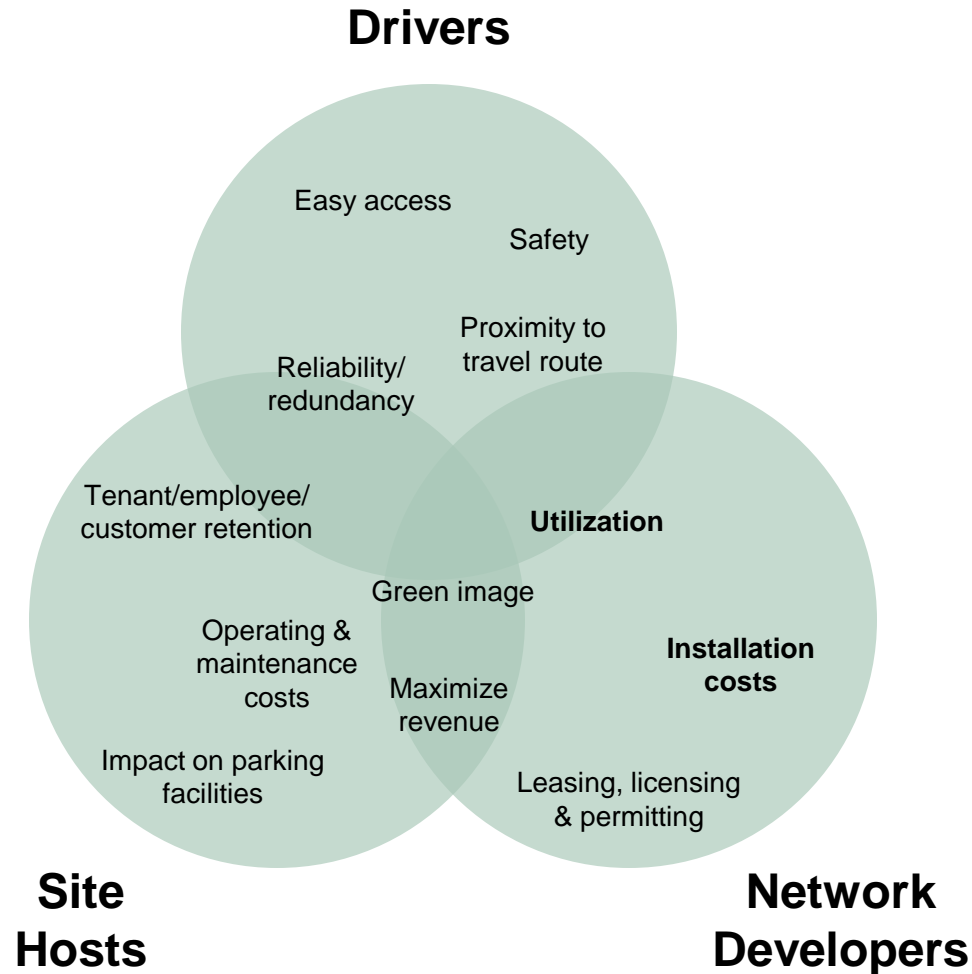 Drivers
Easy access
Safety
Proximity to
travel route
Reliability/
redundancy
Tenant/employee/
customer retention
Utilization
Green image
Operating &
maintenance
costs
Installation
costs
Maximize
revenue
Impact on parking
facilities
Leasing, licensing
& permitting
Site
Hosts
Network
Developers